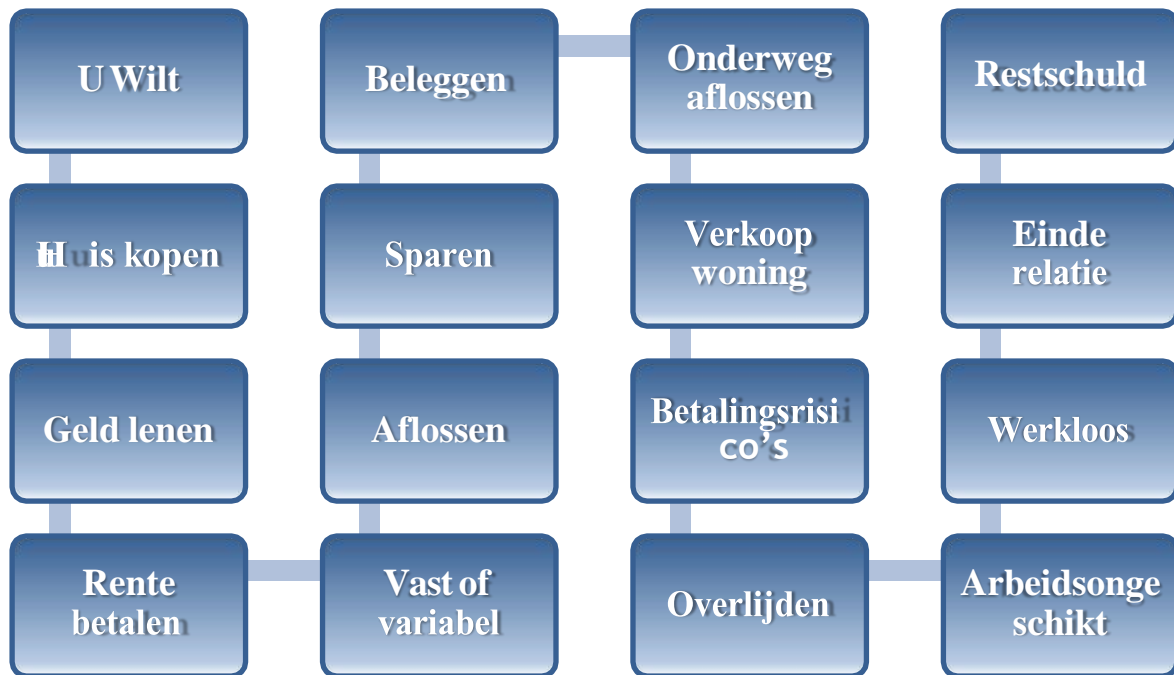 U Wilt
Huis kopen
Geld lenen
Rente
betalen
Vast of
variabel
Aflossen
Sparen
Beleggen
Onderweg
aflossen
Verkoop
woning
Betalingsrisi
co's
Overlijden
Arbeidsonge
schikt
Werkloos
Einde
relatie
Restschuld